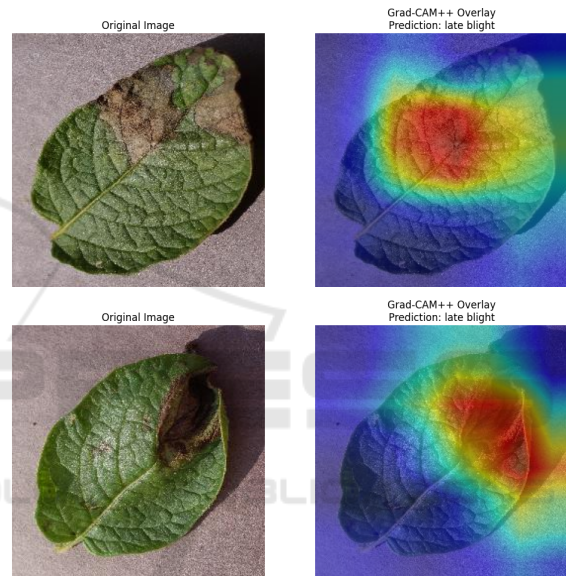 Original Image
Grad-CAM++ Overlay
Prediction: late blight
Original Image
Grad-CAM++ Overlay
Prediction: late blight